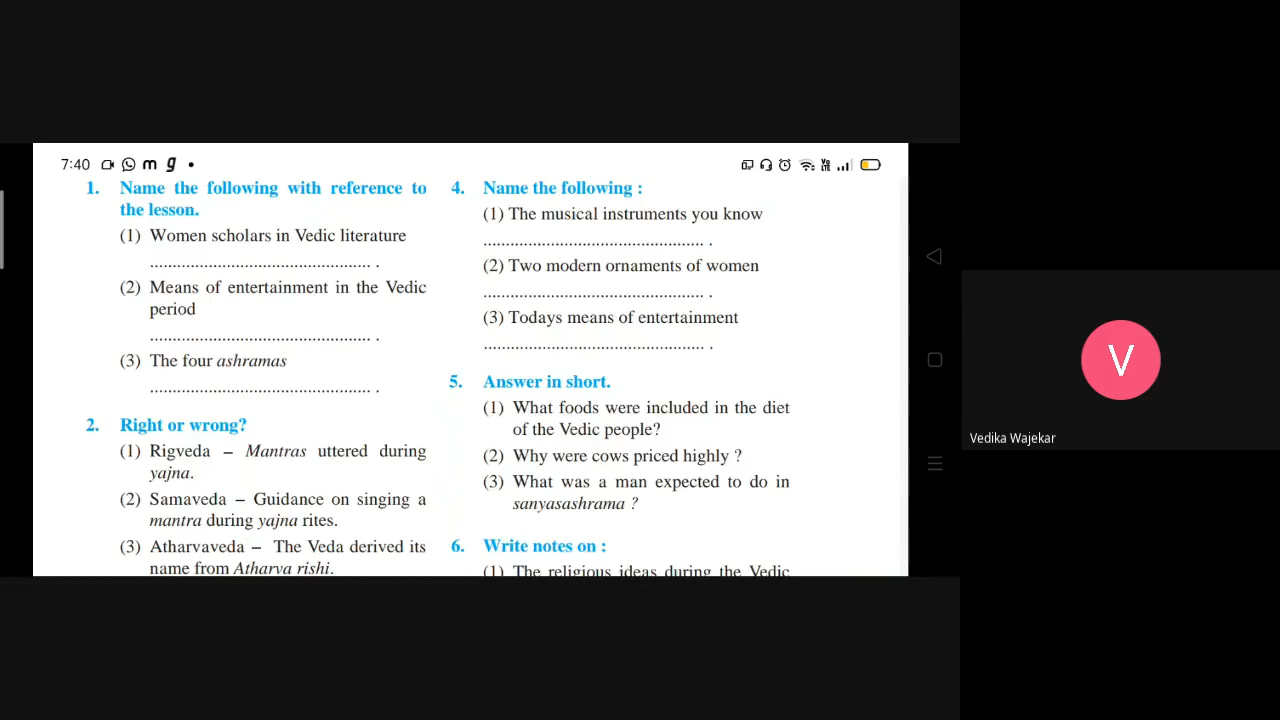 7:40 m g •
1. Name the following with reference to
the lesson.
(1) Women scholars in Vedic literature
................................................. .
(2) Means of entertainment in the Vedic
period
................................................. .
(3) The four ashramas
................................................. .
2. Right or wrong?
(1) Rigveda – Mantras uttered during
yajna.
(2) Samaveda – Guidance on singing a
mantra during yajna rites.
(3) Atharvaveda – The Veda derived its
name from Atharva rishi.
4. Name the following :
(1) The musical instruments you know
................................................. .
(2) Two modern ornaments of women
................................................. .
(3) Todays means of entertainment
................................................. .
5. Answer in short.
(1) What foods were included in the diet
of the Vedic people?
(2) Why were cows priced highly ?
(3) What was a man expected to do in
sanyasashrama ?
6. Write notes on :
(1) The religious ideas during the Vedic
V
Vedika Wajekar